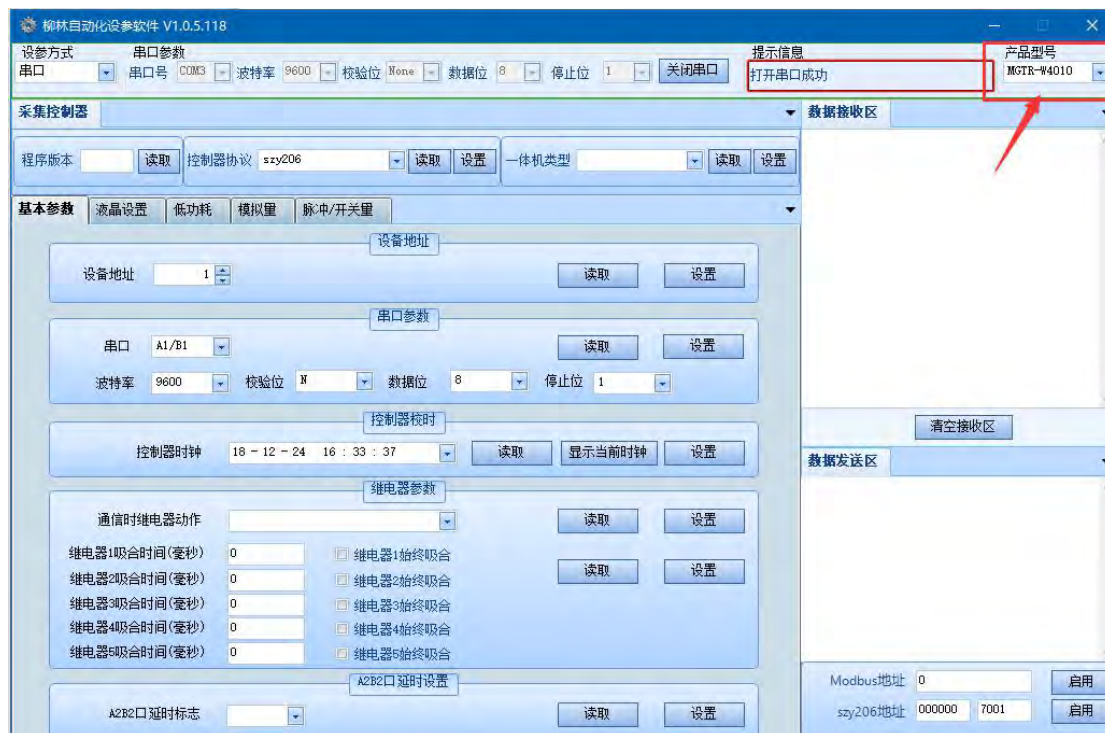 柳林自动化设参软件 V1.0.5.118
设参方式 串口参数 提示信息 产品型号
串口 串口号 COM3 波特率 9600 校验位 None 数据位 8 停止位 1 关闭串口 打开串口成功 MGTR-W4010
采集控制器 数据接收区
程序版本 读取 控制器协议 szy206 读取 设置 一体机类型 读取 设置
基本参数 液晶设置 低功耗 模拟量 脉冲/开关量
设备地址
设备地址 1 读取 设置
串口参数
串口 A1/B1 读取 设置
波特率 9600 校验位 N 数据位 8 停止位 1
控制器校时
清空接收区
控制器时钟 18-12-24 16:33:37 读取 显示当前时钟 设置
数据发送区
继电器参数
通信时继电器动作 读取 设置
继电器1吸合时间(毫秒) 0 继电器1始终吸合
读取 设置
继电器2吸合时间(毫秒) 0 继电器2始终吸合
继电器3吸合时间(毫秒) 0 继电器3始终吸合
继电器4吸合时间(毫秒) 0 继电器4始终吸合
继电器5吸合时间(毫秒) 0 继电器5始终吸合
A2B2口延时设置
Modbus地址 0 启用
A2B2口延时标志 读取 设置
szy206地址 000000 7001 启用